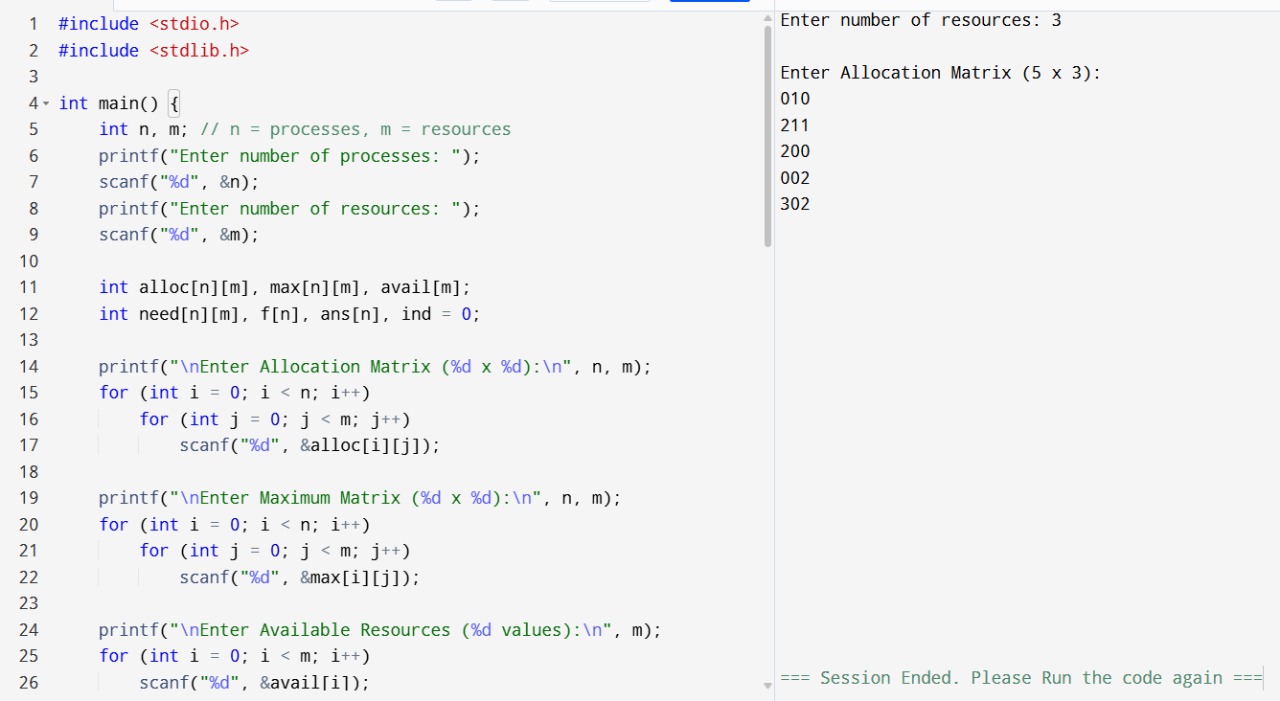 1 #include <stdio.h>
2 #include <stdlib.h>
3
4 int main() {
5 int n, m; // n = processes, m = resources
6 printf("Enter number of processes: ");
7 scanf("%d", &n);
8 printf("Enter number of resources: ");
9 scanf("%d", &m);
10
11 int alloc[n][m], max[n][m], avail[m];
12 int need[n][m], f[n], ans[n], ind = 0;
13
14 printf("\nEnter Allocation Matrix (%d x %d):\n", n, m);
15 for (int i = 0; i < n; i++)
16 for (int j = 0; j < m; j++)
17 scanf("%d", &alloc[i][j]);
18
19 printf("\nEnter Maximum Matrix (%d x %d):\n", n, m);
20 for (int i = 0; i < n; i++)
21 for (int j = 0; j < m; j++)
22 scanf("%d", &max[i][j]);
23
24 printf("\nEnter Available Resources (%d values):\n", m);
25 for (int i = 0; i < m; i++)
26 scanf("%d", &avail[i]);
Enter number of resources: 3
Enter Allocation Matrix (5 x 3):
010
211
200
002
302
=== Session Ended. Please Run the code again ===